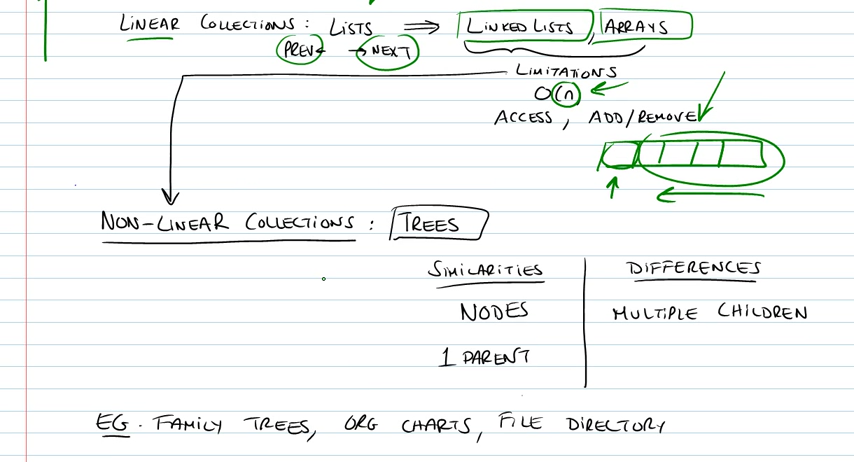 LINEAR COLLECTIONS: LISTS ⟹ LINKED LISTS, ARRAYS
PREV← →NEXT
LIMITATIONS
O(n)
ACCESS, ADD/REMOVE
NON-LINEAR COLLECTIONS: TREES
SIMILARITIES DIFFERENCES
NODES MULTIPLE CHILDREN
1 PARENT
EG. FAMILY TREES, ORG CHARTS, FILE DIRECTORY